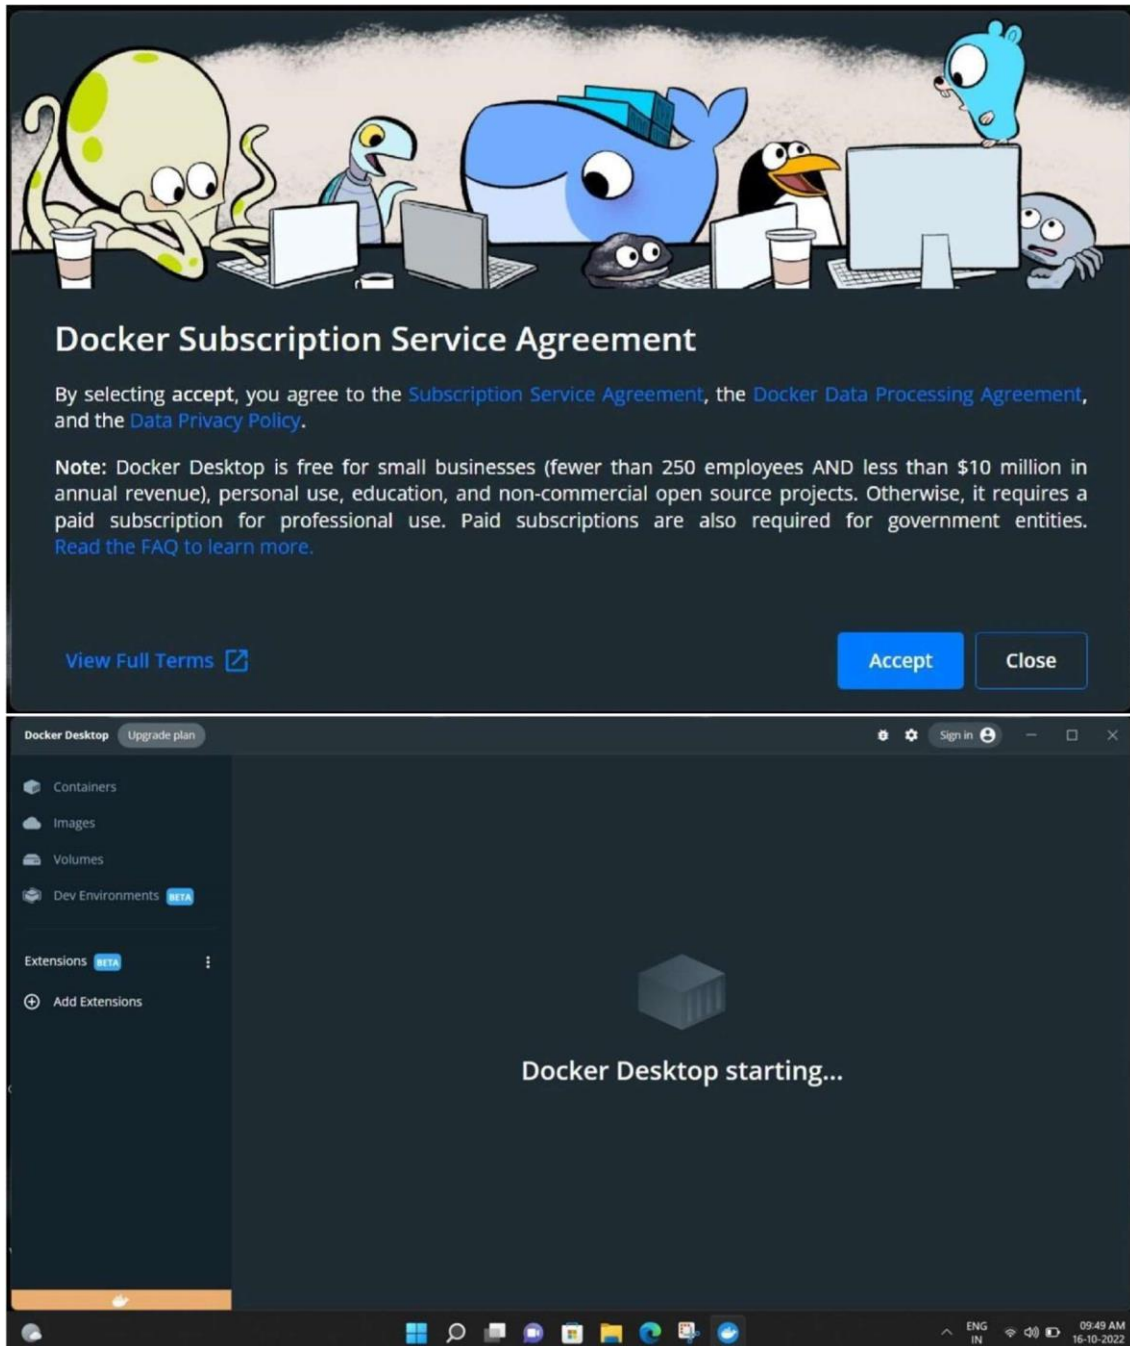 Docker Subscription Service Agreement
By selecting accept, you agree to the Subscription Service Agreement, the Docker Data Processing Agreement,
and the Data Privacy Policy.
Note: Docker Desktop is free for small businesses (fewer than 250 employees AND less than $10 million in
annual revenue), personal use, education, and non-commercial open source projects. Otherwise, it requires a
paid subscription for professional use. Paid subscriptions are also required for government entities.
Read the FAQ to learn more.
View Full Terms
Accept
Close
Docker Desktop
Upgrade plan
Sign in
Containers
Images
Volumes
Dev Environments BETA
Extensions BETA
Add Extensions
Docker Desktop starting...
ENG
IN
09:49 AM
16-10-2022